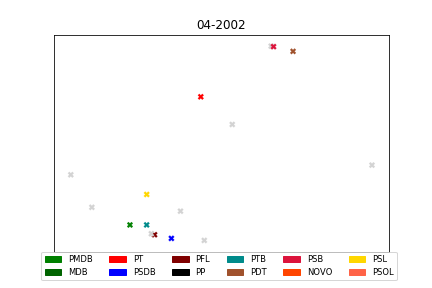 04-2002
PMDB PT PFL PTB PSB PSL
MDB PSDB PP PDT NOVO PSOL